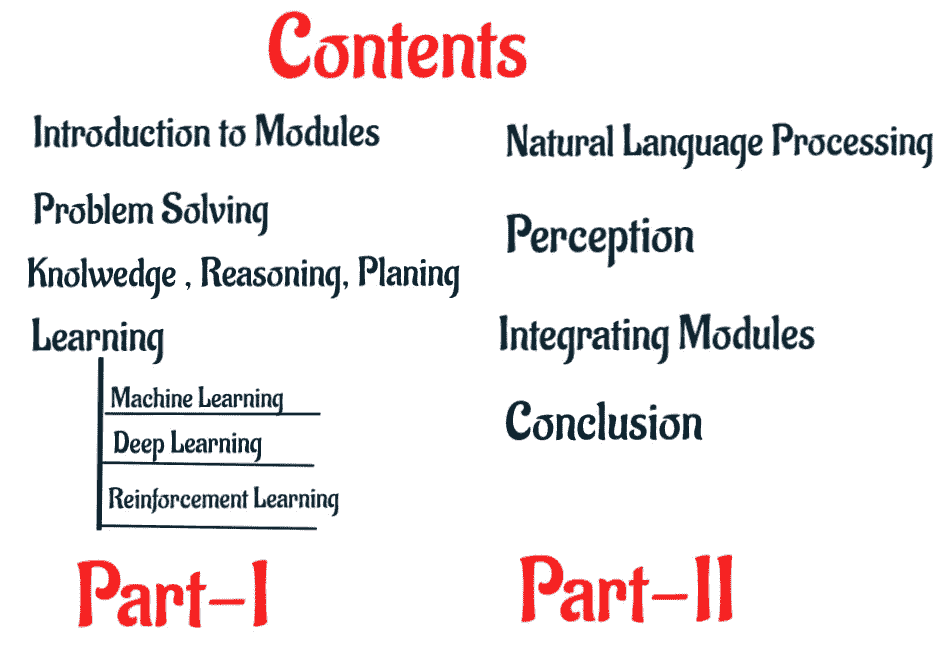 Contents
Introduction to Modules
Problem Solving
Knolwedge , Reasoning, Planing
Learning
Machine Learning
Deep Learning
Reinforcement Learning
Part-I
Natural Language Processing
Perception
Integrating Modules
Conclusion
Part-II